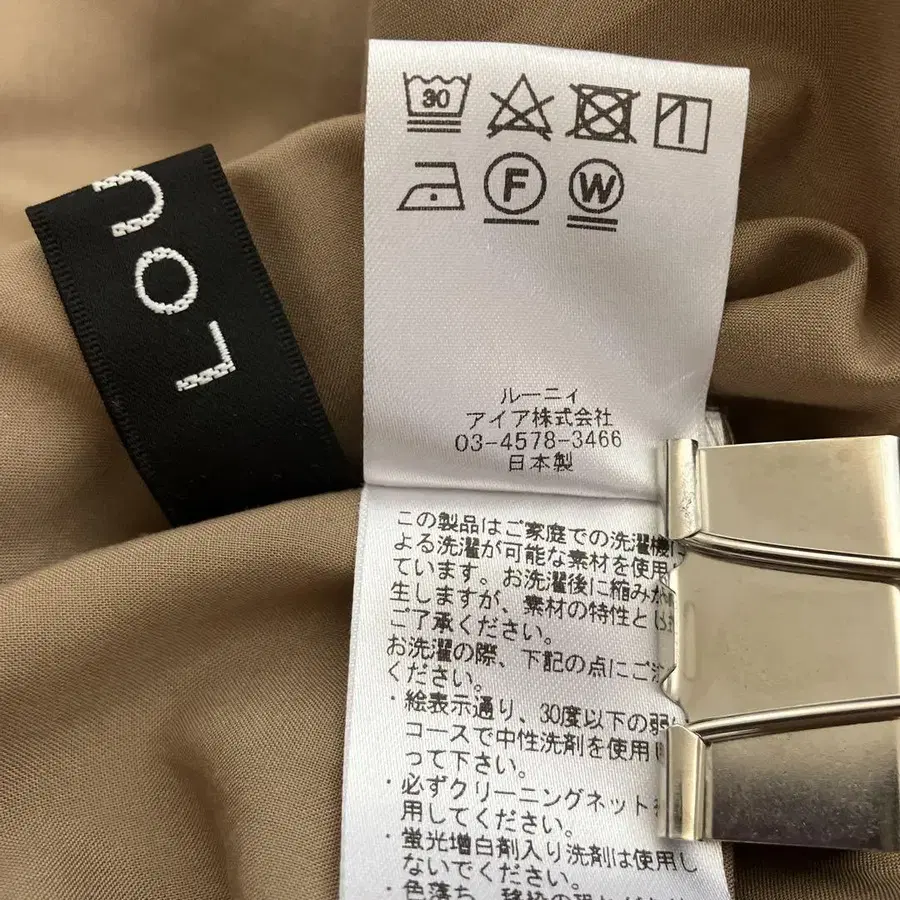 LOU
30
F
W
ルーニィ
アイア株式会社
03-4578-3466
日本製
この製品はご家庭での洗濯機に
よる洗濯が可能な素材を使用
ています。お洗濯後に縮みが
生しますが、素材の特性とし
ご了承ください。
お洗濯の際、下記の点にご
ください。
・絵表示通り、30度以下の弱
コースで中性洗剤を使用し
って下さい。
・必ずクリーニングネット
用してください。
・蛍光増白剤入り洗剤は使用し
ないでください。
・色落ち、移染の恐れがあり